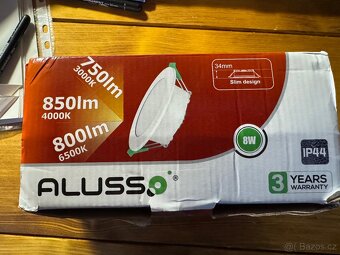 750lm
3000K
850lm
4000K
800lm
6500K
34mm
Slim design
8W
IP44
ALUSSO
3 YEARS
WARRANTY
Bazos.cz